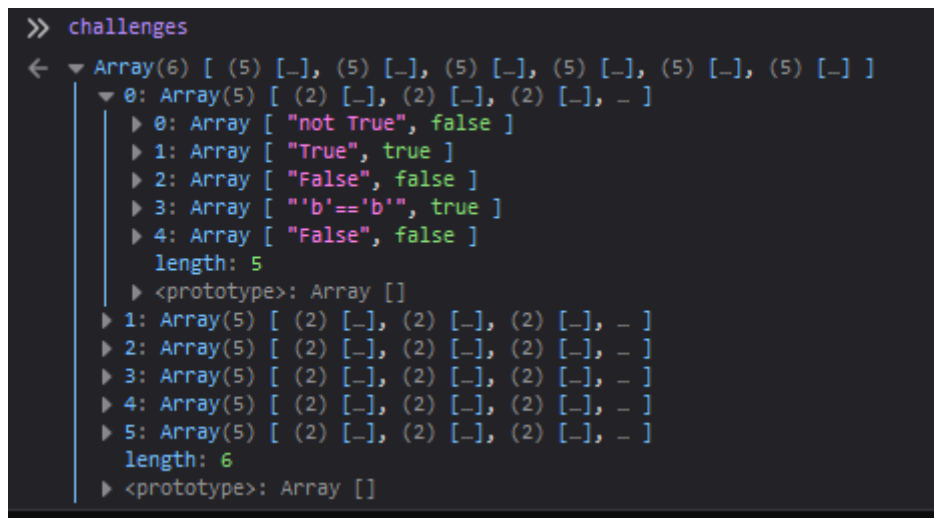 >> challenges
← ▼ Array(6) [ (5) […], (5) […], (5) […], (5) […], (5) […], (5) […] ]
▼ 0: Array(5) [ (2) […], (2) […], (2) […], … ]
▶ 0: Array [ "not True", false ]
▶ 1: Array [ "True", true ]
▶ 2: Array [ "False", false ]
▶ 3: Array [ "'b'=='b'", true ]
▶ 4: Array [ "False", false ]
length: 5
▶ <prototype>: Array []
▶ 1: Array(5) [ (2) […], (2) […], (2) […], … ]
▶ 2: Array(5) [ (2) […], (2) […], (2) […], … ]
▶ 3: Array(5) [ (2) […], (2) […], (2) […], … ]
▶ 4: Array(5) [ (2) […], (2) […], (2) […], … ]
▶ 5: Array(5) [ (2) […], (2) […], (2) […], … ]
length: 6
▶ <prototype>: Array []